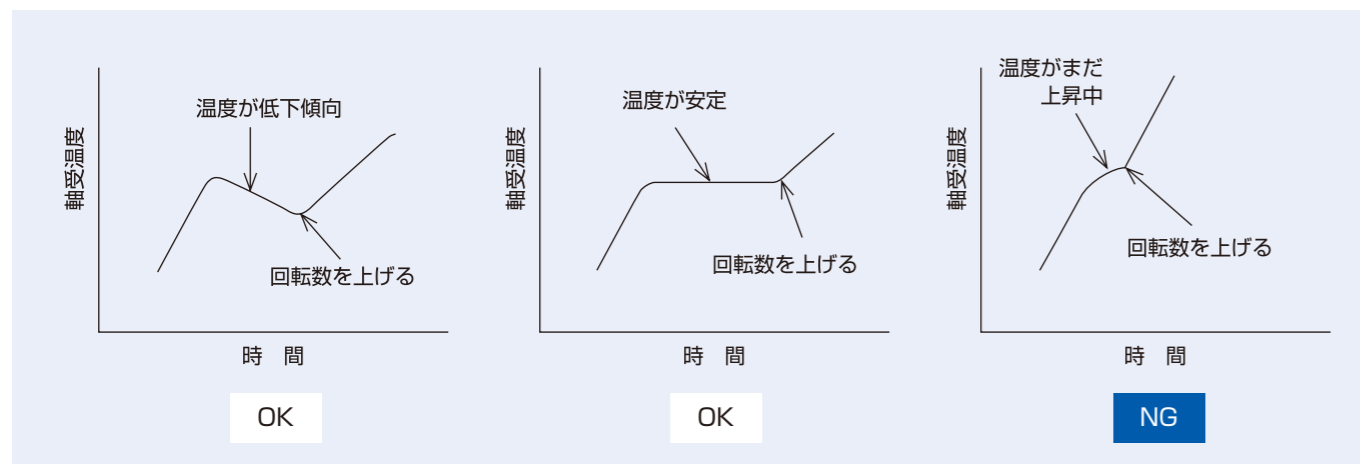 温度が低下傾向
軸受温度
回転数を上げる
時 間
OK
温度が安定
軸受温度
回転数を上げる
時 間
OK
温度がまだ
上昇中
軸受温度
回転数を上げる
時 間
NG